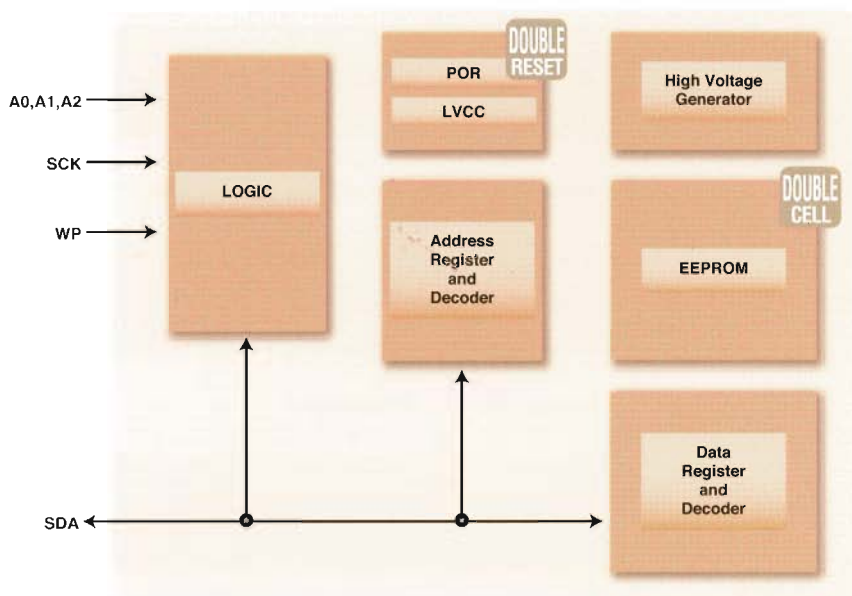 DOUBLE
RESET
POR
LVCC
High Voltage
Generator
A0,A1,A2
SCK
WP
LOGIC
Address
Register
and
Decoder
DOUBLE
CELL
EEPROM
Data
Register
and
Decoder
SDA